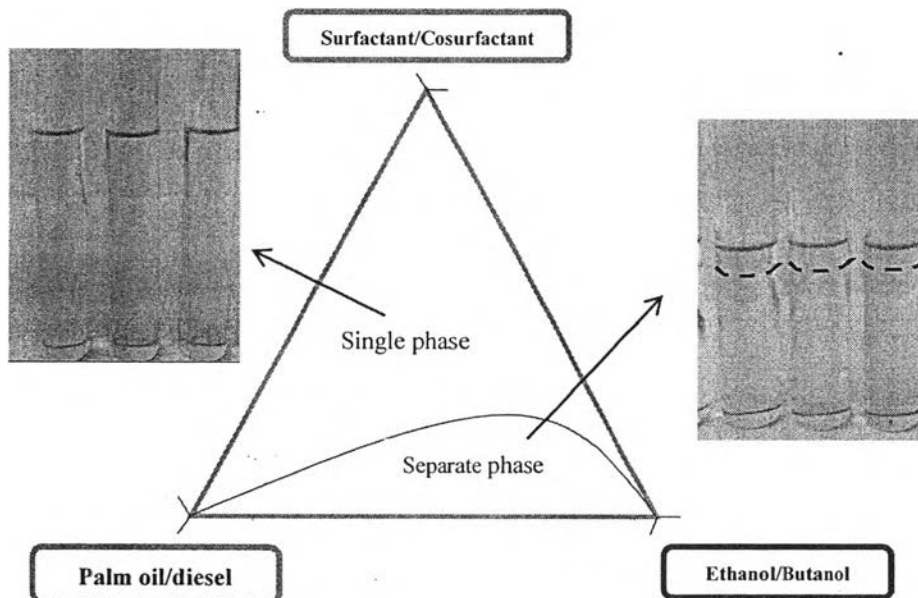 Surfactant/Cosurfactant
Single phase
Separate phase
Palm oil/diesel
Ethanol/Butanol